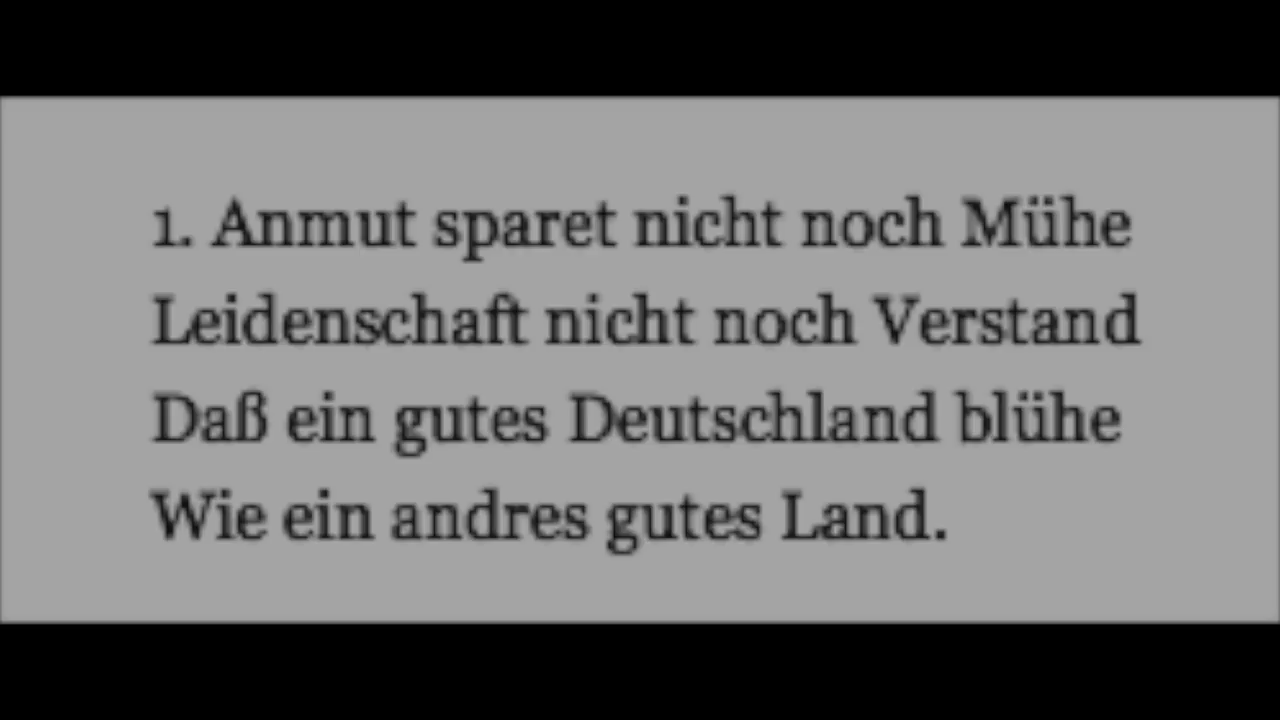 1. Anmut sparet nicht noch Mühe
Leidenschaft nicht noch Verstand
Daß ein gutes Deutschland blühe
Wie ein andres gutes Land.